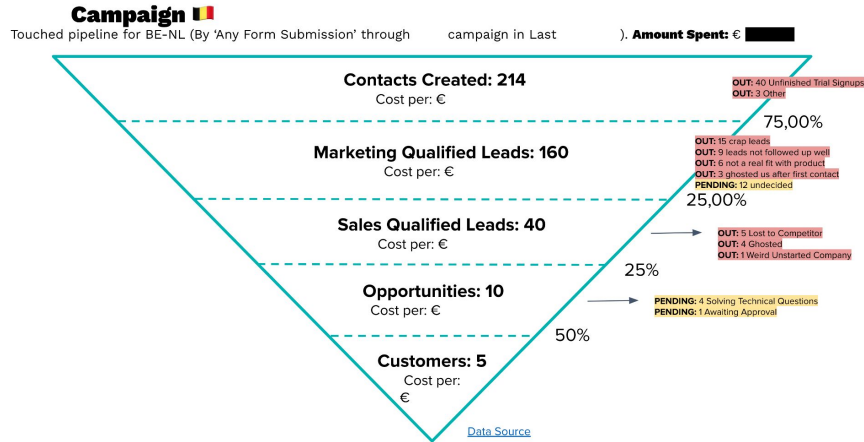 Campaign 🇧🇪
Touched pipeline for BE-NL (By ‘Any Form Submission’ through campaign in Last ). Amount Spent: €
Contacts Created: 214
Cost per: €
OUT: 40 Unfinished Trial Signups
OUT: 3 Other
75,00%
Marketing Qualified Leads: 160
Cost per: €
OUT: 15 crap leads
OUT: 9 leads not followed up well
OUT: 6 not a real fit with product
OUT: 3 ghosted us after first contact
PENDING: 12 undecided
25,00%
Sales Qualified Leads: 40
Cost per: €
OUT: 5 Lost to Competitor
OUT: 4 Ghosted
OUT: 1 Weird Unstarted Company
25%
Opportunities: 10
Cost per: €
PENDING: 4 Solving Technical Questions
PENDING: 1 Awaiting Approval
50%
Customers: 5
Cost per:
€
Data Source